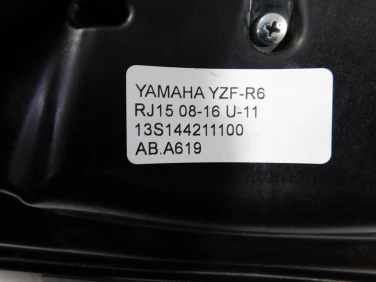 YAMAHA YZF-R6
RJ15 08-16 U-11
13S144211100
AB.A619